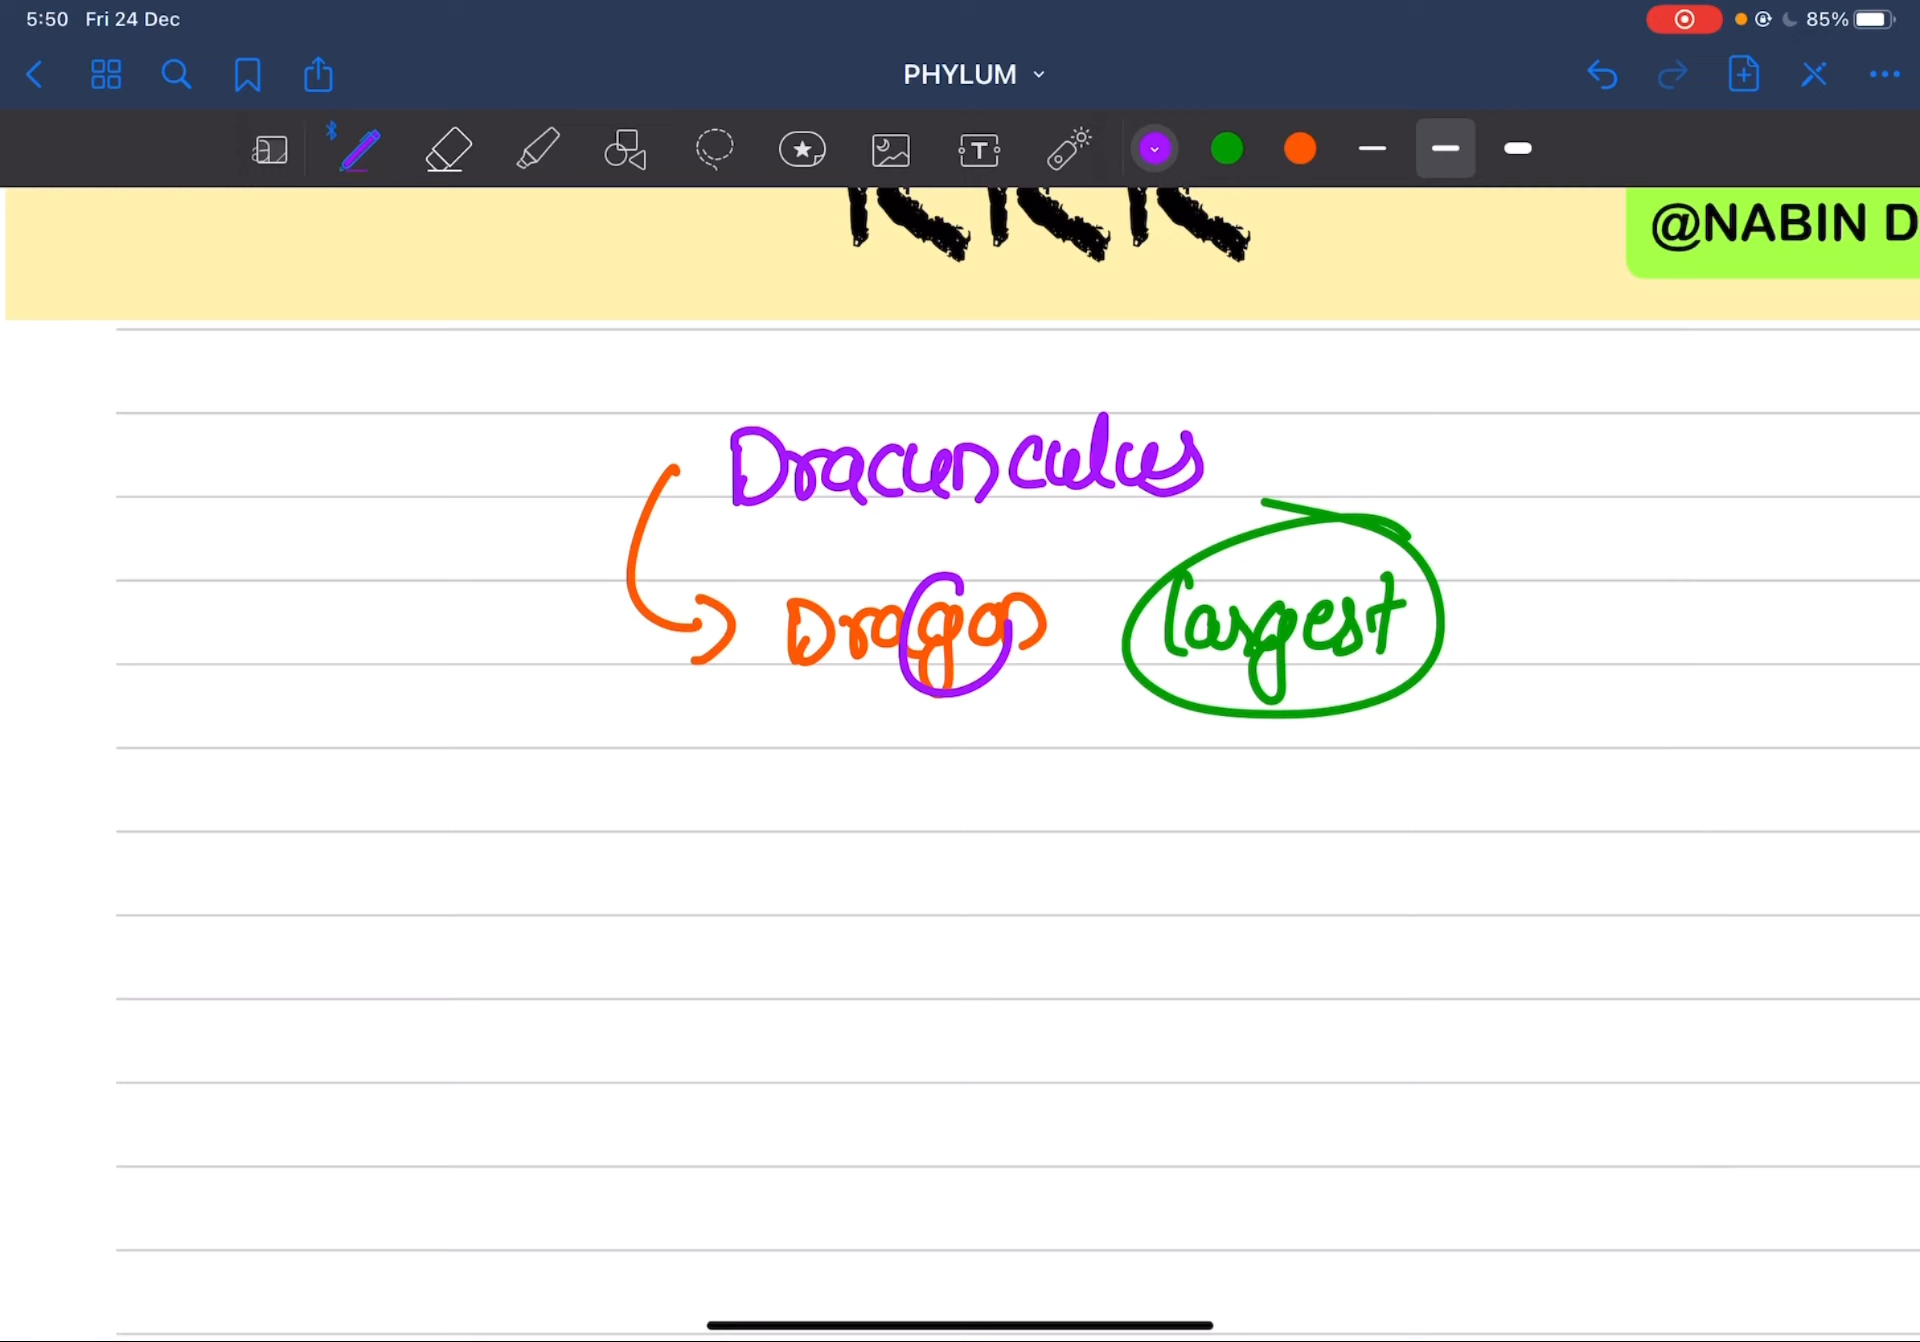 5:50 Fri 24 Dec
85%
PHYLUM
@NABIN D
Dracunculus
Dragon largest